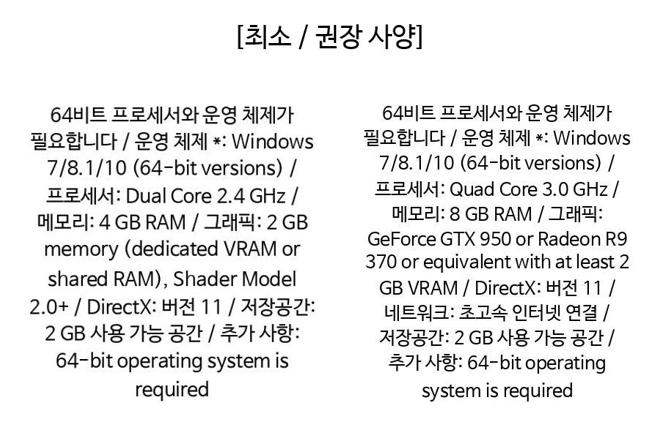 [최소 / 권장 사양]
64비트 프로세서와 운영 체제가
필요합니다 / 운영 체제 *: Windows
7/8.1/10 (64-bit versions) /
프로세서: Dual Core 2.4 GHz /
메모리: 4 GB RAM / 그래픽: 2 GB
memory (dedicated VRAM or
shared RAM), Shader Model
2.0+ / DirectX: 버전 11 / 저장공간:
2 GB 사용 가능 공간 / 추가 사항:
64-bit operating system is
required
64비트 프로세서와 운영 체제가
필요합니다 / 운영 체제 *: Windows
7/8.1/10 (64-bit versions) /
프로세서: Quad Core 3.0 GHz /
메모리: 8 GB RAM / 그래픽:
GeForce GTX 950 or Radeon R9
370 or equivalent with at least 2
GB VRAM / DirectX: 버전 11 /
네트워크: 초고속 인터넷 연결 /
저장공간: 2 GB 사용 가능 공간 /
추가 사항: 64-bit operating
system is required